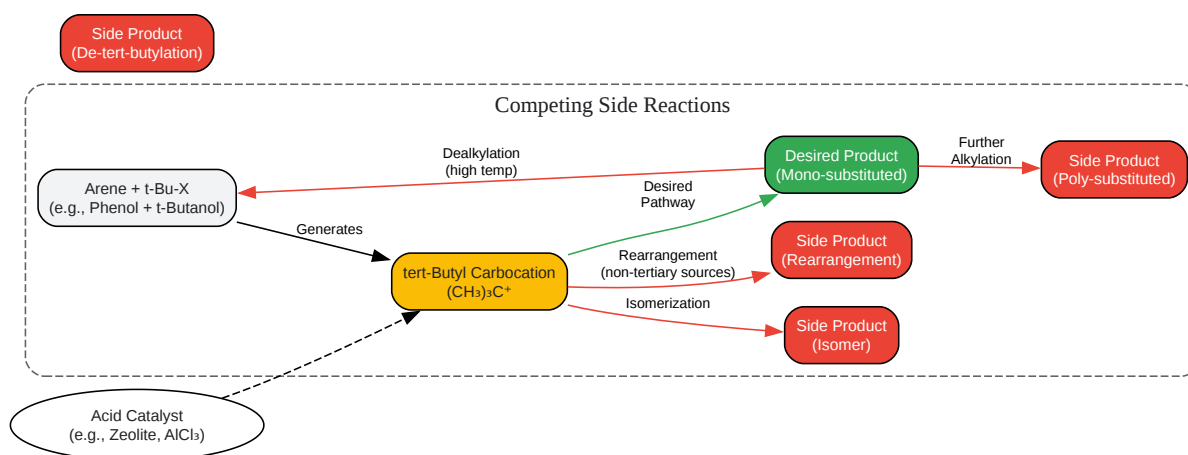 Side Product
(De-tert-butylation)
Competing Side Reactions
Arene + t-Bu-X
(e.g., Phenol + t-Butanol)
Dealkylation
(high temp)
Desired Product
(Mono-substituted)
Further
Alkylation
Side Product
(Poly-substituted)
Generates
Desired
Pathway
tert-Butyl Carbocation
(CH₃)₃C⁺
Rearrangement
(non-tertiary sources)
Side Product
(Rearrangement)
Isomerization
Side Product
(Isomer)
Acid Catalyst
(e.g., Zeolite, AlCl₃)